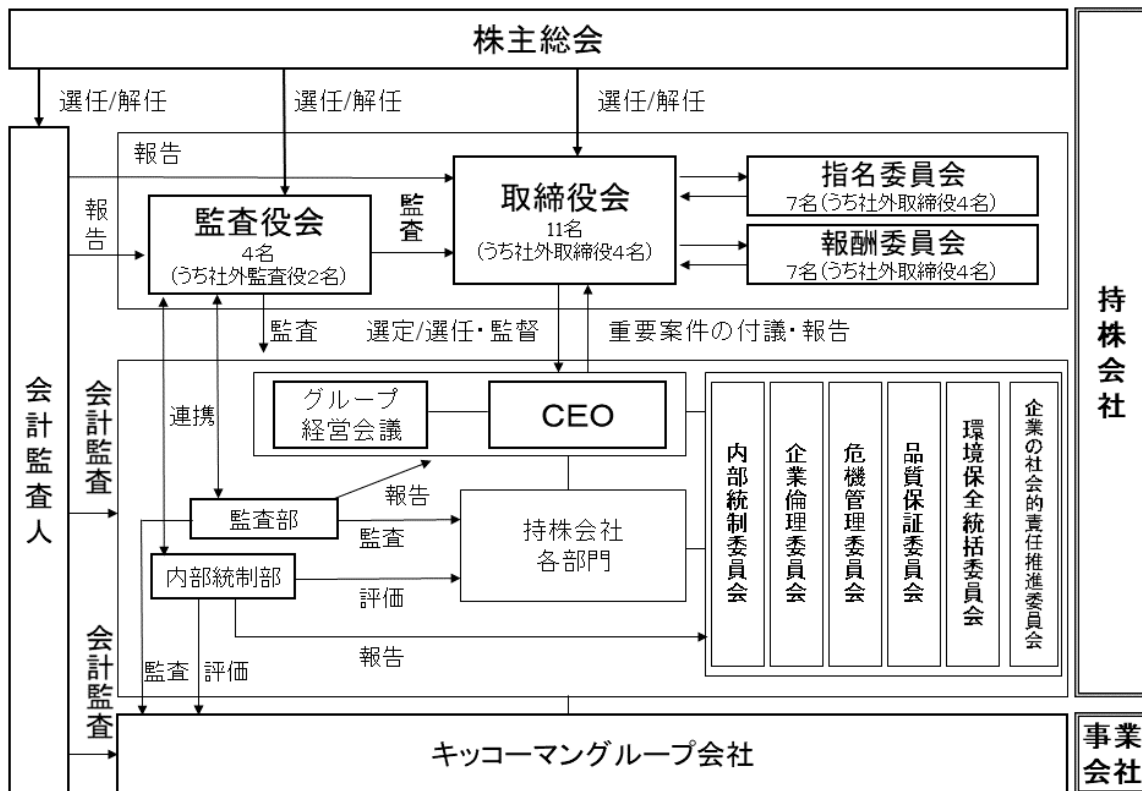 株主総会
選任/解任
選任/解任
選任/解任
持株会社
会計監査人
報告
報告
監査役会
4名
(うち社外監査役2名)
監査
取締役会
11名
(うち社外取締役4名)
指名委員会
7名(うち社外取締役4名)
報酬委員会
7名(うち社外取締役4名)
監査
選定/選任・監督
重要案件の付議・報告
会計監査
連携
グループ
経営会議
CEO
報告
監査部
監査
持株会社
各部門
内部統制部
評価
報告
内部統制委員会
企業倫理委員会
危機管理委員会
品質保証委員会
環境保全統括委員会
企業の社会的責任推進委員会
会計監査
監査
評価
キッコーマングループ会社
事業
会社